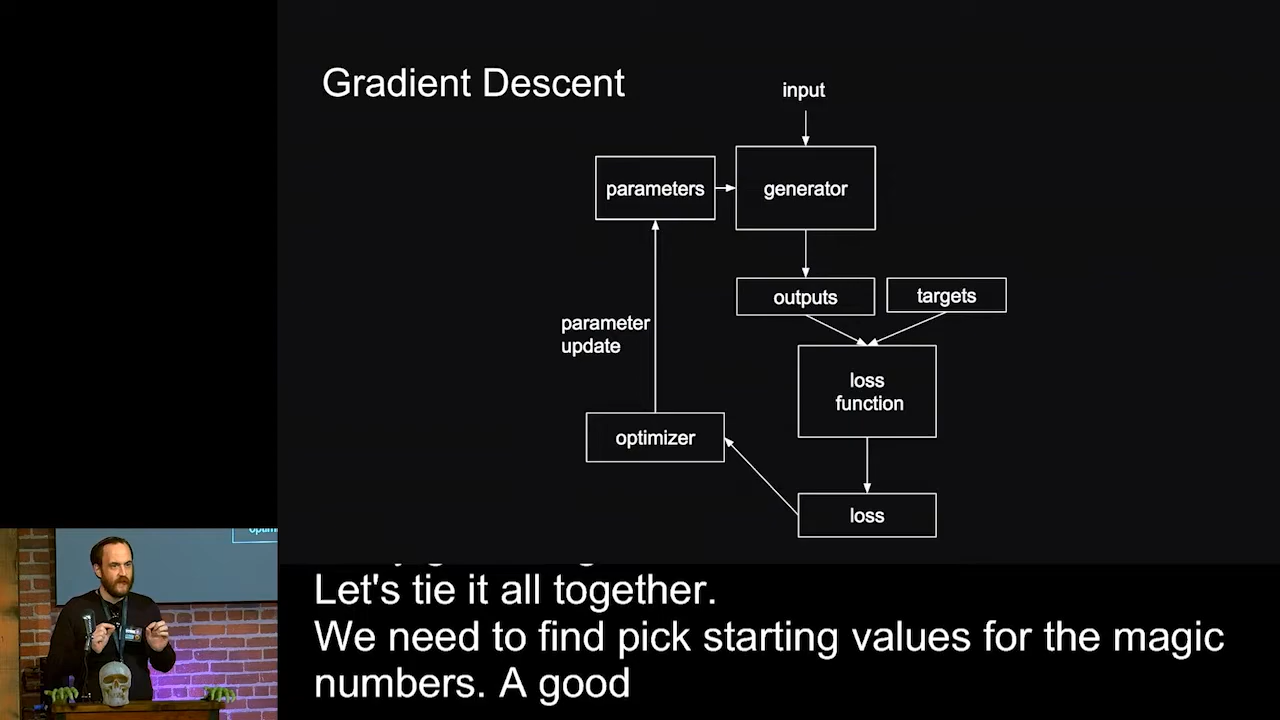 Gradient Descent
input
parameters
generator
outputs
targets
parameter
update
loss
function
optimizer
loss
Let's tie it all together.
We need to find pick starting values for the magic
numbers. A good